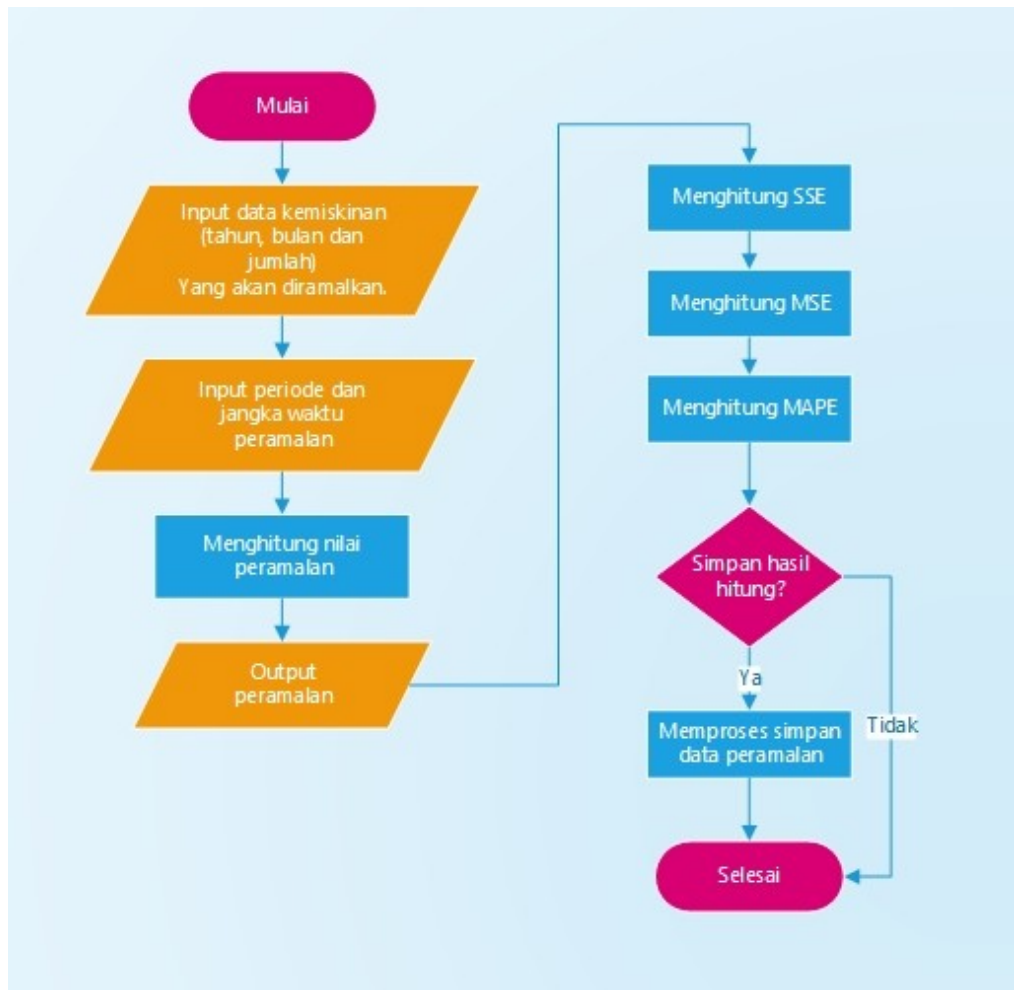 Mulai
Input data kemiskinan
(tahun, bulan dan
jumlah)
Yang akan diramalkan.
Input periode dan
jangka waktu
peramalan
Menghitung nilai
peramalan
Output
peramalan
Menghitung SSE
Menghitung MSE
Menghitung MAPE
Simpan hasil
hitung?
Ya
Tidak
Memproses simpan
data peramalan
Selesai